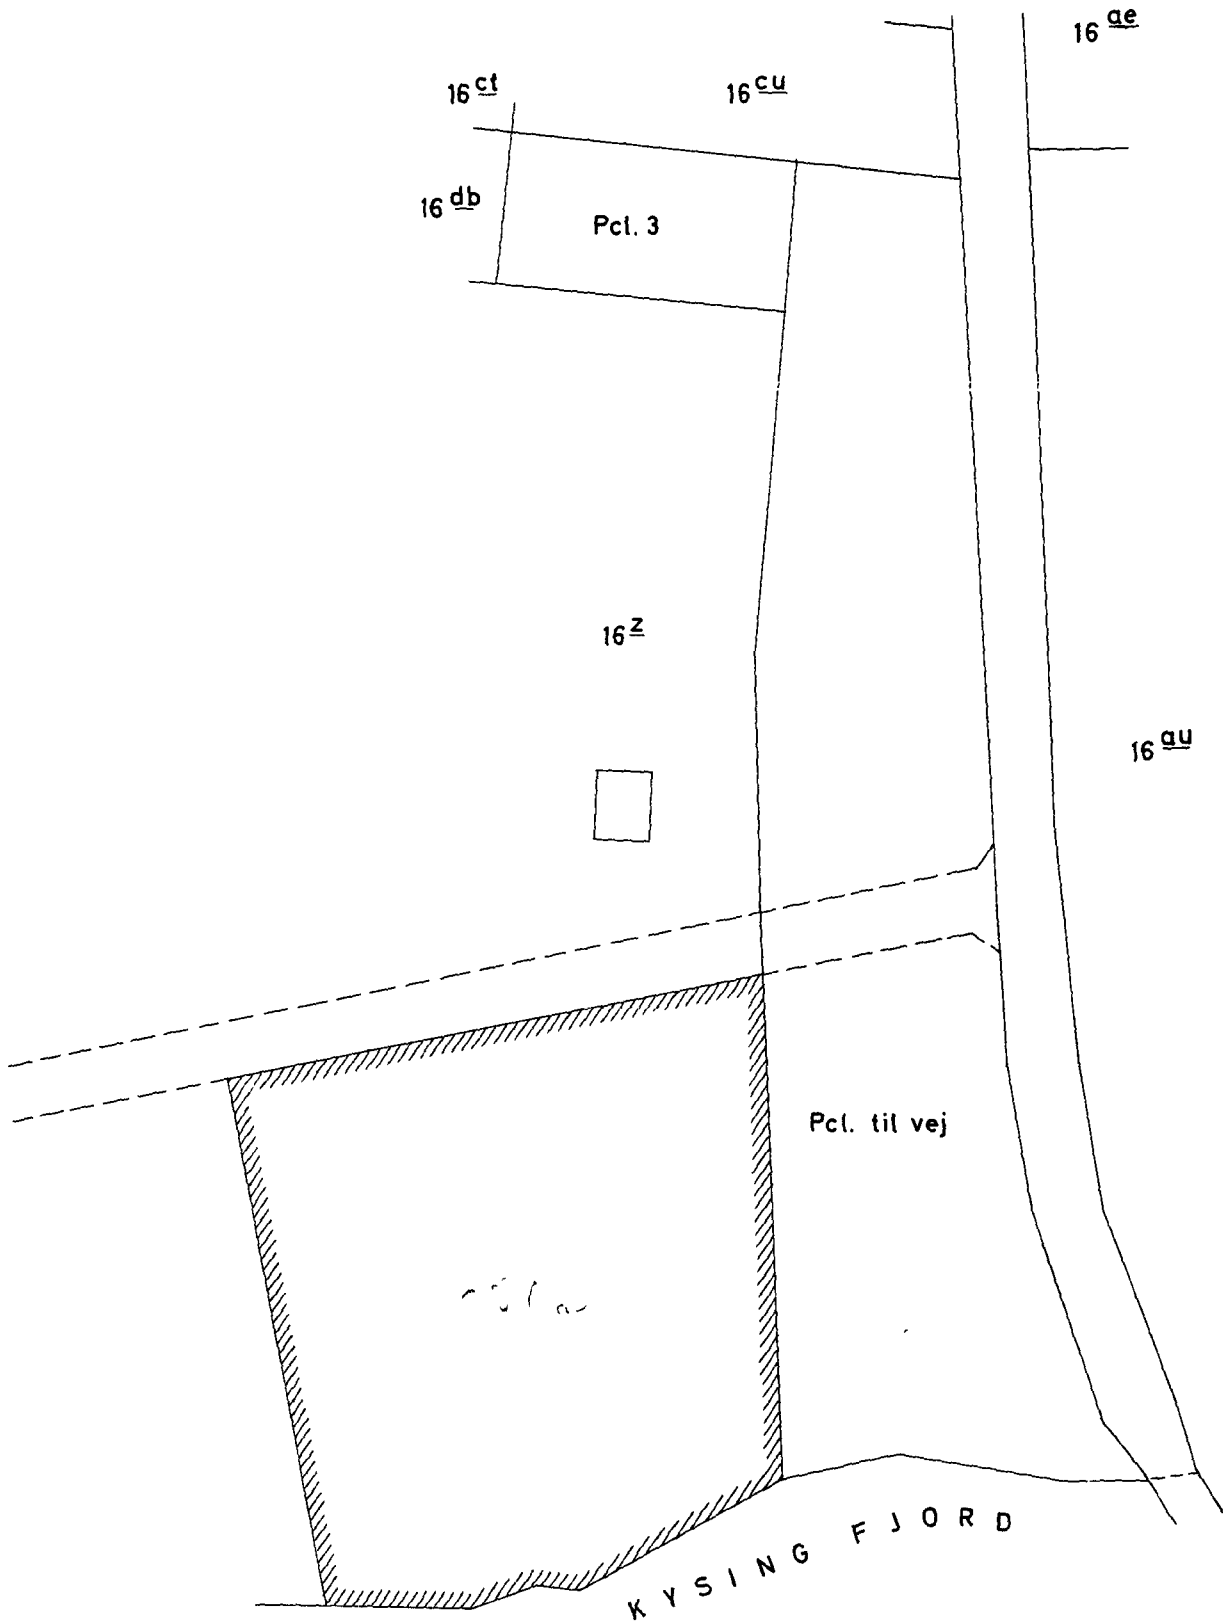 16 ae
16 ct
16 cu
16 db
Pcl. 3
16 z
16 au
Pcl. til vej
KYSING FJORD